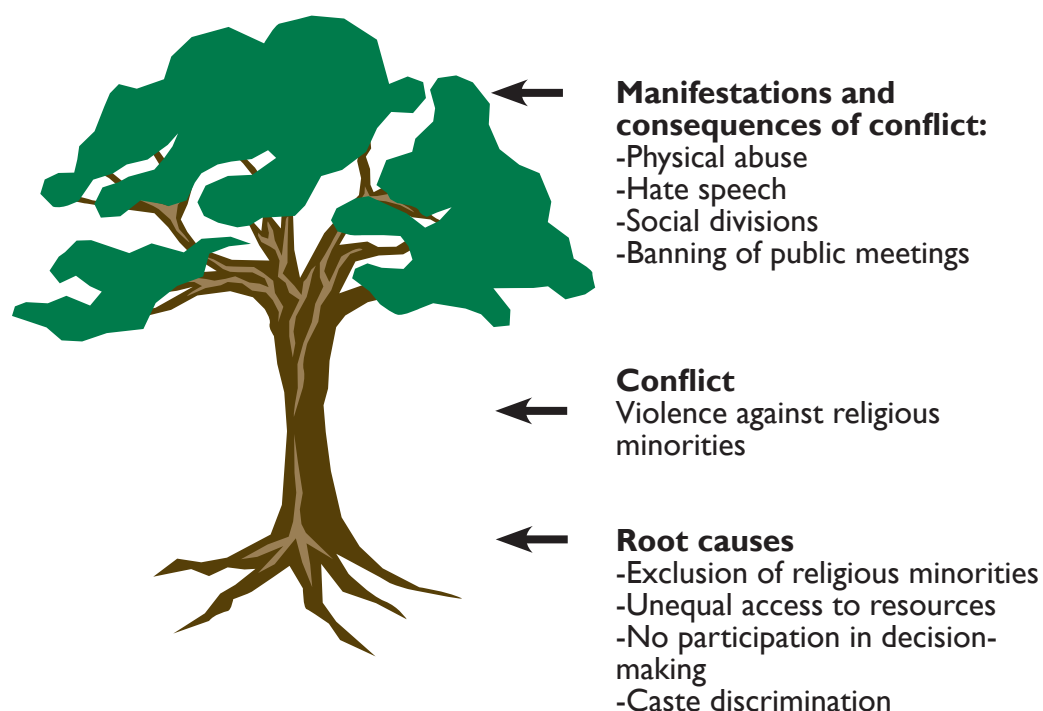 Manifestations and
consequences of conflict:
-Physical abuse
-Hate speech
-Social divisions
-Banning of public meetings
Conflict
Violence against religious
minorities
Root causes
-Exclusion of religious minorities
-Unequal access to resources
-No participation in decision-
making
-Caste discrimination